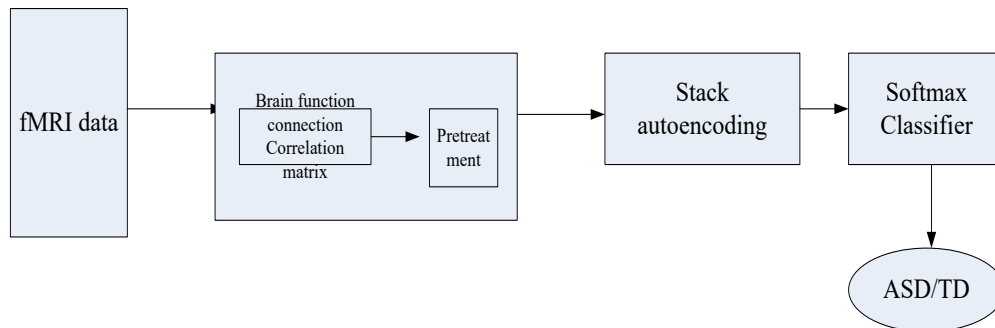 fMRI data
Brain function
connection
Correlation
matrix
Pretreat
ment
Stack
autoencoding
Softmax
Classifier
ASD/TD